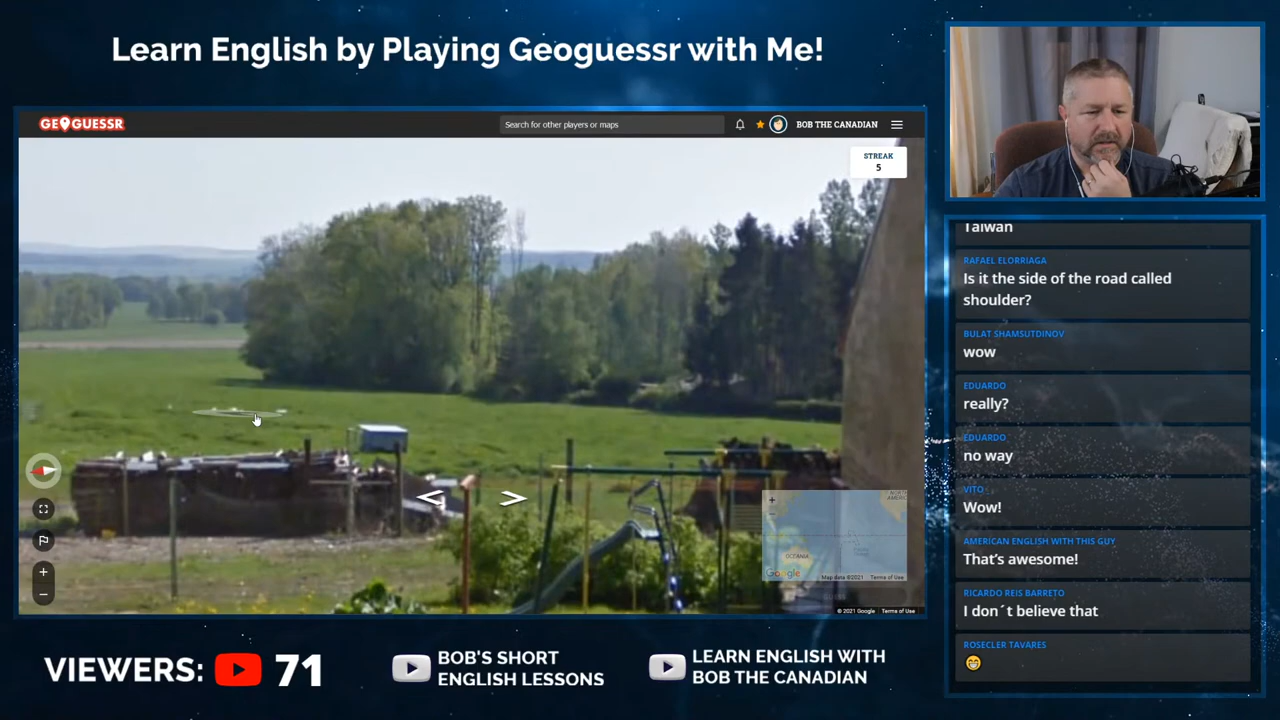 Learn English by Playing Geoguessr with Me!
GEOGUESSR
Search for other players or maps
BOB THE CANADIAN
STREAK
5
OCEANIA
Google
Map data ©2021
Terms of Use
© 2021 Google
Terms of Use
Taiwan
RAFAEL ELORRIAGA
Is it the side of the road called
shoulder?
BULAT SHAMSUTDINOV
wow
EDUARDO
really?
EDUARDO
no way
VITO
Wow!
AMERICAN ENGLISH WITH THIS GUY
That's awesome!
RICARDO REIS BARRETO
I don´t believe that
ROSECLER TAVARES
😁
VIEWERS: 71
BOB'S SHORT
ENGLISH LESSONS
LEARN ENGLISH WITH
BOB THE CANADIAN